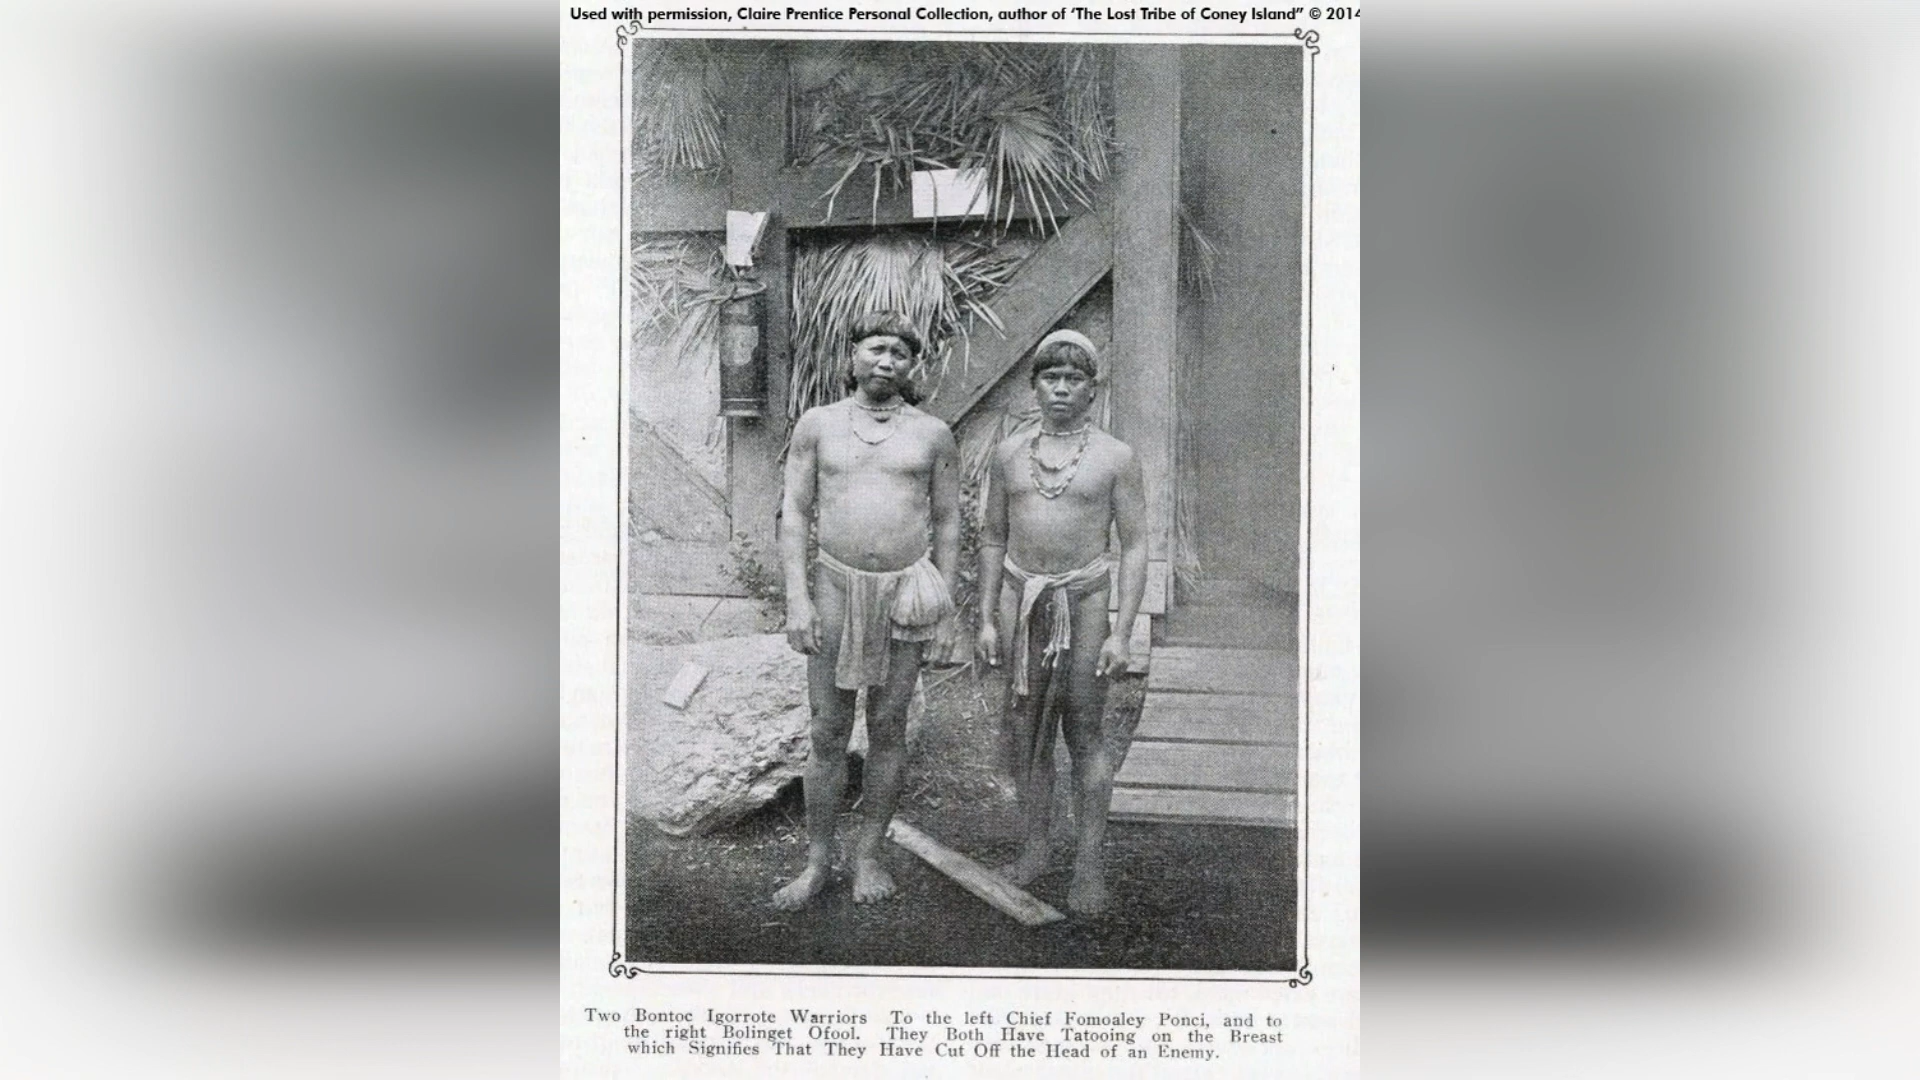 Used with permission, Claire Prentice Personal Collection, author of ‘The Lost Tribe of Coney Island” © 2014
Two Bontoc Igorrote Warriors To the left Chief Fomoaley Ponci, and to
the right Bolinget Ofool. They Both Have Tatooing on the Breast
which Signifies That They Have Cut Off the Head of an Enemy.